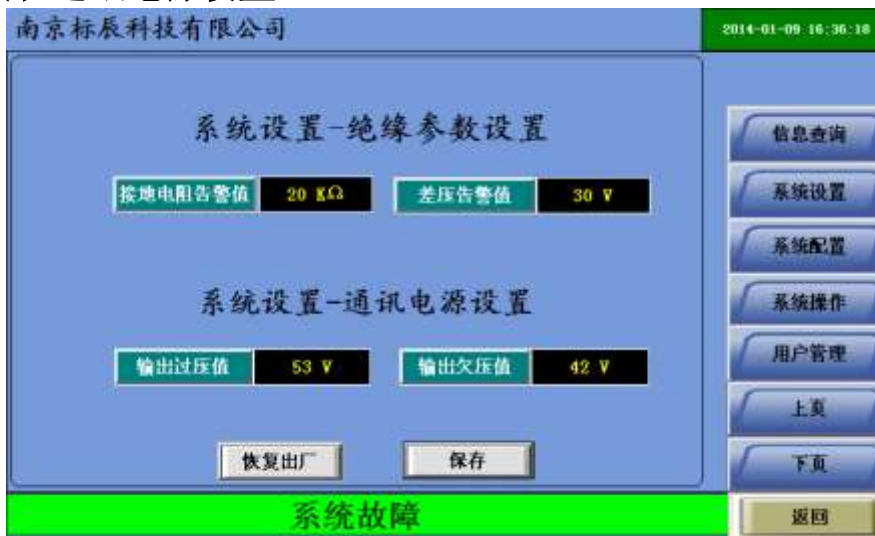 南京标辰科技有限公司
2014-01-09 16:36:18
系统设置-绝缘参数设置
接地电阻告警值 20 KΩ 差压告警值 30 V
系统设置-通讯电源设置
输出过压值 53 V 输出欠压值 42 V
恢复出厂 保存
信息查询
系统设置
系统配置
系统操作
用户管理
上页
下页
系统故障
返回